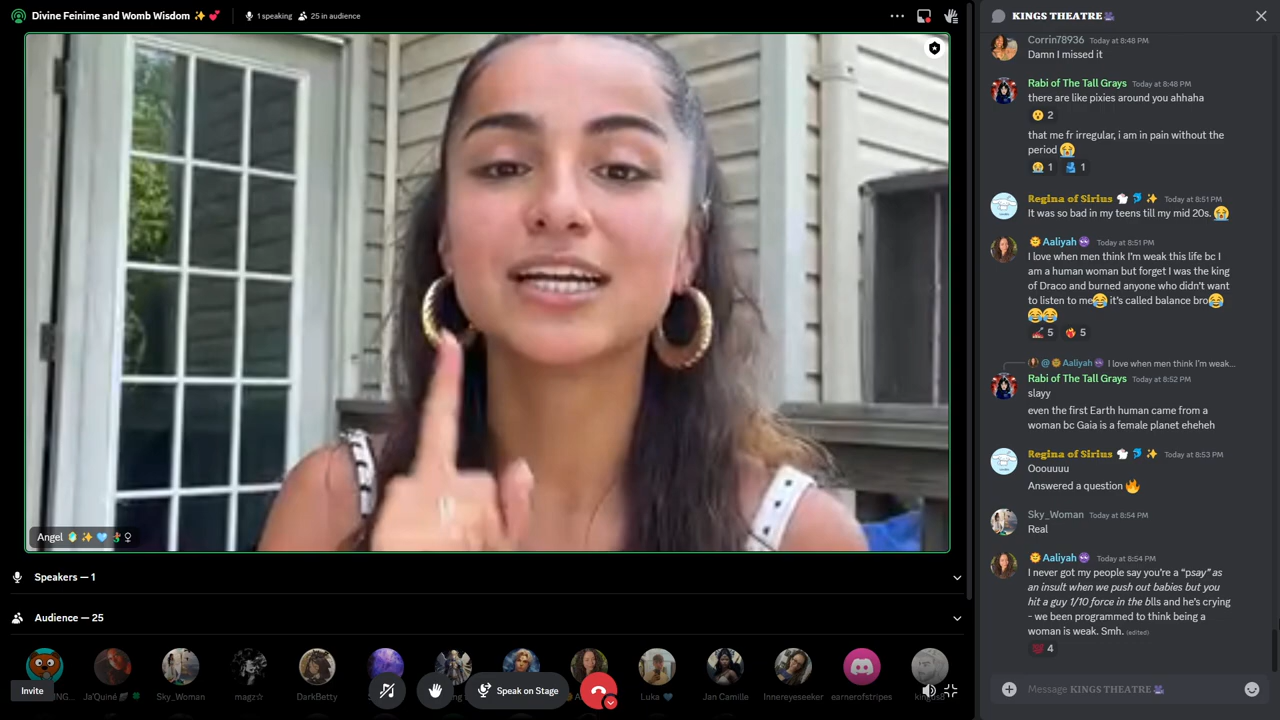 Divine Feinime and Womb Wisdom ✨ 💕
1 speaking 25 in audience
Angel
Speakers — 1
Audience — 25
Ja'Quiné
Sky_Woman
magz☆
DarkBetty
Luka 💙
Jan Camille
Innereyeseeker
earnerofstripes
Invite
Speak on Stage
KINGS THEATRE
Corrin78936 Today at 8:48 PM
Damn I missed it
Rabi of The Tall Grays Today at 8:48 PM
there are like pixies around you ahhaha
😮 2
that me fr irregular, i am in pain without the
period 😭
😭 1 🫂 1
Regina of Sirius Today at 8:51 PM
It was so bad in my teens till my mid 20s. 😭
Aaliyah Today at 8:51 PM
I love when men think I'm weak this life bc I
am a human woman but forget I was the king
of Draco and burned anyone who didn't want
to listen to me😂 it's called balance bro😂
😂😂
5 5
@ Aaliyah I love when men think I'm weak...
Rabi of The Tall Grays Today at 8:52 PM
slayy
even the first Earth human came from a
woman bc Gaia is a female planet eheheh
Regina of Sirius Today at 8:53 PM
Ooouuuu
Answered a question 🔥
Sky_Woman Today at 8:54 PM
Real
Aaliyah Today at 8:54 PM
I never got my people say you're a "psay" as
an insult when we push out babies but you
hit a guy 1/10 force in the blls and he's crying
- we been programmed to think being a
woman is weak. Smh. (edited)
💯 4
Message KINGS THEATRE